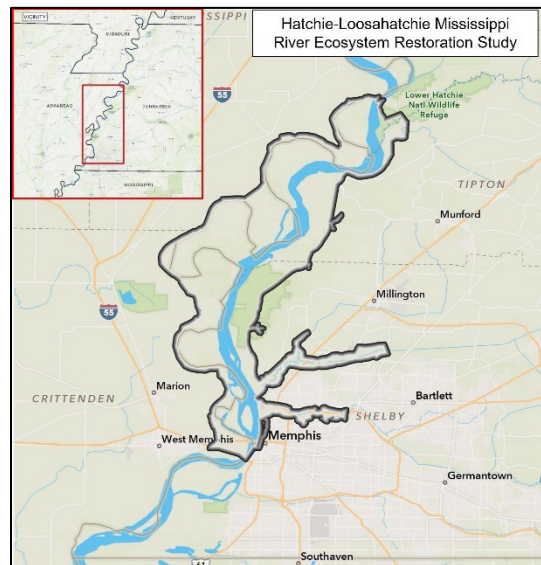 Hatchie-Loosahatchie Mississippi
River Ecosystem Restoration Study
VICINITY
MISSOURI
KENTUCKY
ARKANSAS
TENNESSEE
MISSISSIPPI
SSIPPI
55
Lower Hatchie
Natl Wildlife
Refuge
TIPTON
Munford
Millington
55
Marion
CRITTENDEN
Bartlett
SHELBY
West Memphis
Memphis
Germantown
Southaven
61